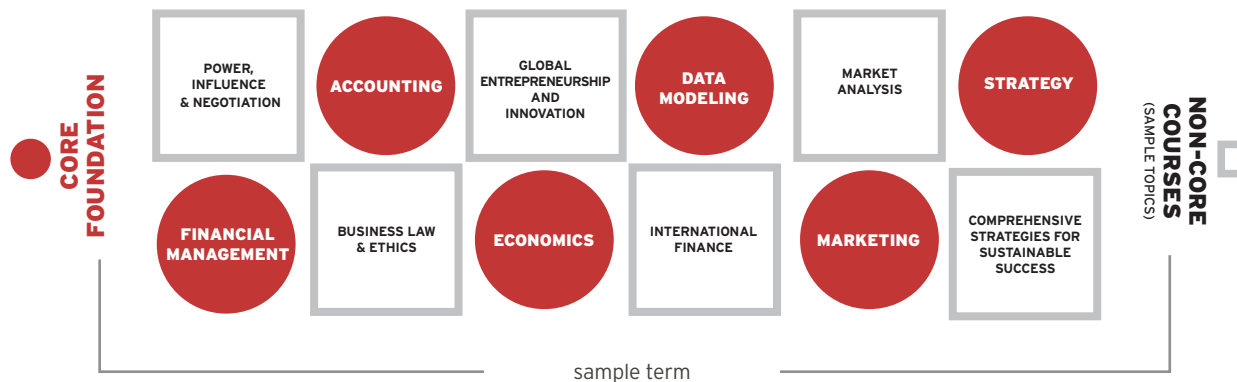 CORE
FOUNDATION
POWER,
INFLUENCE
& NEGOTIATION
ACCOUNTING
GLOBAL
ENTREPRENEURSHIP
AND
INNOVATION
DATA
MODELING
MARKET
ANALYSIS
STRATEGY
FINANCIAL
MANAGEMENT
BUSINESS LAW
& ETHICS
ECONOMICS
INTERNATIONAL
FINANCE
MARKETING
COMPREHENSIVE
STRATEGIES FOR
SUSTAINABLE
SUCCESS
NON-CORE
COURSES
(SAMPLE TOPICS)
sample term